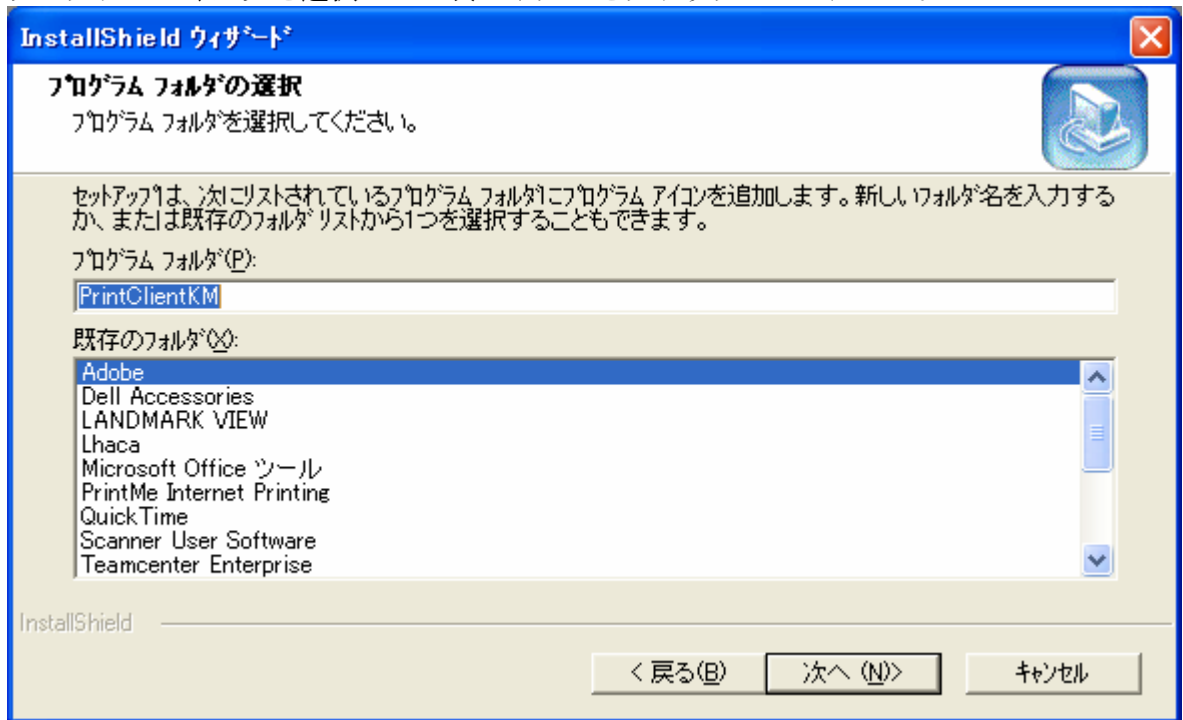 InstallShield ウィザード
プログラム フォルダの選択
プログラム フォルダを選択してください。
セットアップは、次にリストされているプログラム フォルダにプログラム アイコンを追加します。新しいフォルダ名を入力する
か、または既存のフォルダ リストから1つを選択することもできます。
プログラム フォルダ(P):
PrintClientKM
既存のフォルダ(X):
Adobe
Dell Accessories
LANDMARK VIEW
Lhaca
Microsoft Office ツール
PrintMe Internet Printing
QuickTime
Scanner User Software
Teamcenter Enterprise
InstallShield
< 戻る(B)
次へ (N)>
キャンセル